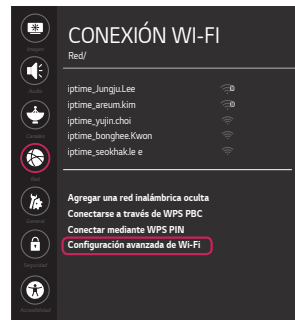 CONEXIÓN WI-FI
Red/
iptime_Jungju.Lee
iptime_areum.kim
iptime_yujin.choi
iptime_bonghee.Kwon
iptime_seokhak.le e
Agregar una red inalámbrica oculta
Conectarse a través de WPS PBC
Conectar mediante WPS PIN
Configuración avanzada de Wi-Fi
Imagen
Audio
Canales
Red
General
Seguridad
Accesibilidad